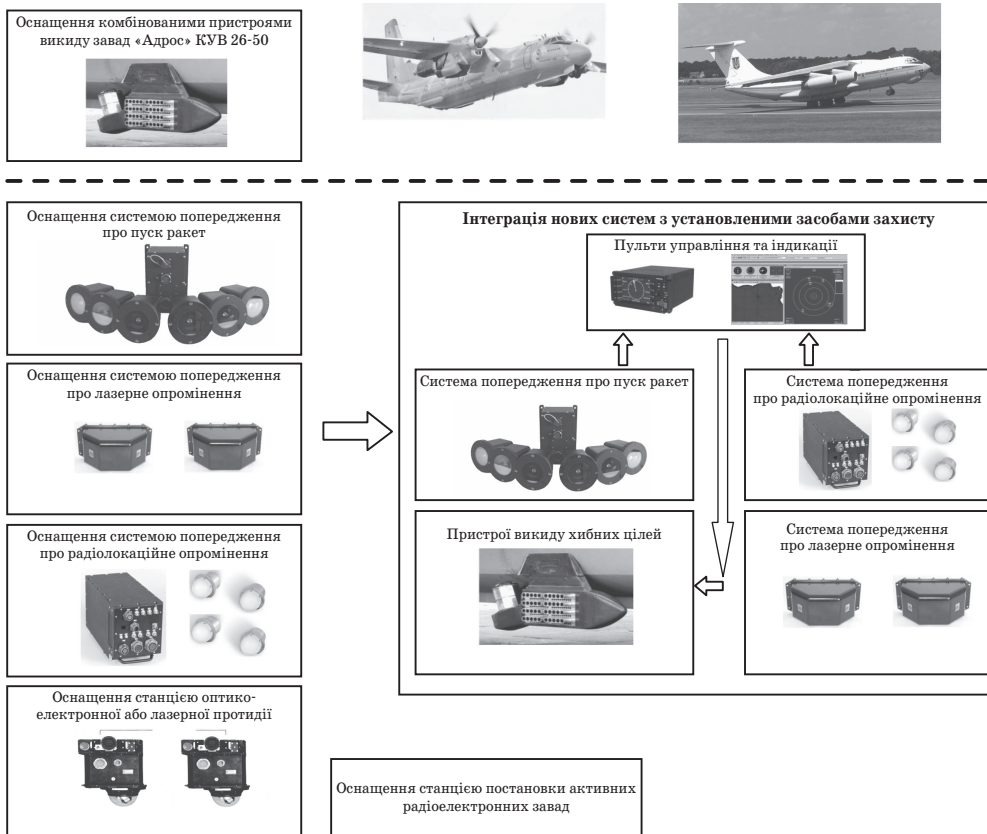 Оснащення комбінованими пристроями
викиду завад «Адрос» КУВ 26-50
Оснащення системою попередження
про пуск ракет
Оснащення системою попередження
про лазерне опромінення
Оснащення системою попередження
про радіолокаційне опромінення
Оснащення станцією оптико-
електронної або лазерної протидії
Оснащення станцією постановки активних
радіоелектронних завад
Інтеграція нових систем з установленими засобами захисту
Пульти управління та індикації
Система попередження про пуск ракет
Система попередження
про радіолокаційне опромінення
Пристрої викиду хибних цілей
Система попередження
про лазерне опромінення